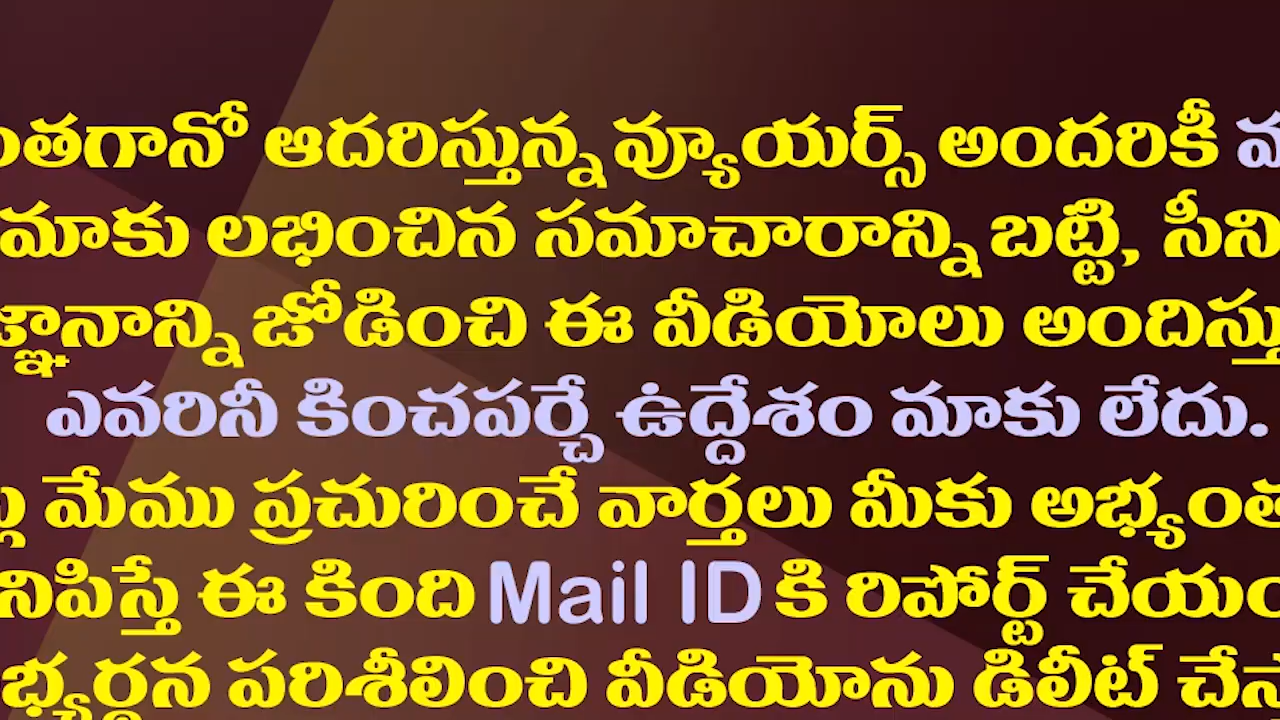 ఆదరిస్తున్న వ్యూయర్స్ అందరికీ
మాకు లభించిన సమాచారాన్ని బట్టి,
జోడించి ఈ వీడియోలు
ఎవరినీ కించపర్చే ఉద్దేశం మాకు లేదు.
మేము ప్రచురించే వార్తలు మీకు
ఈ కింది Mail ID కి రిపోర్ట్
పరిశీలించి వీడియోను డిలీట్